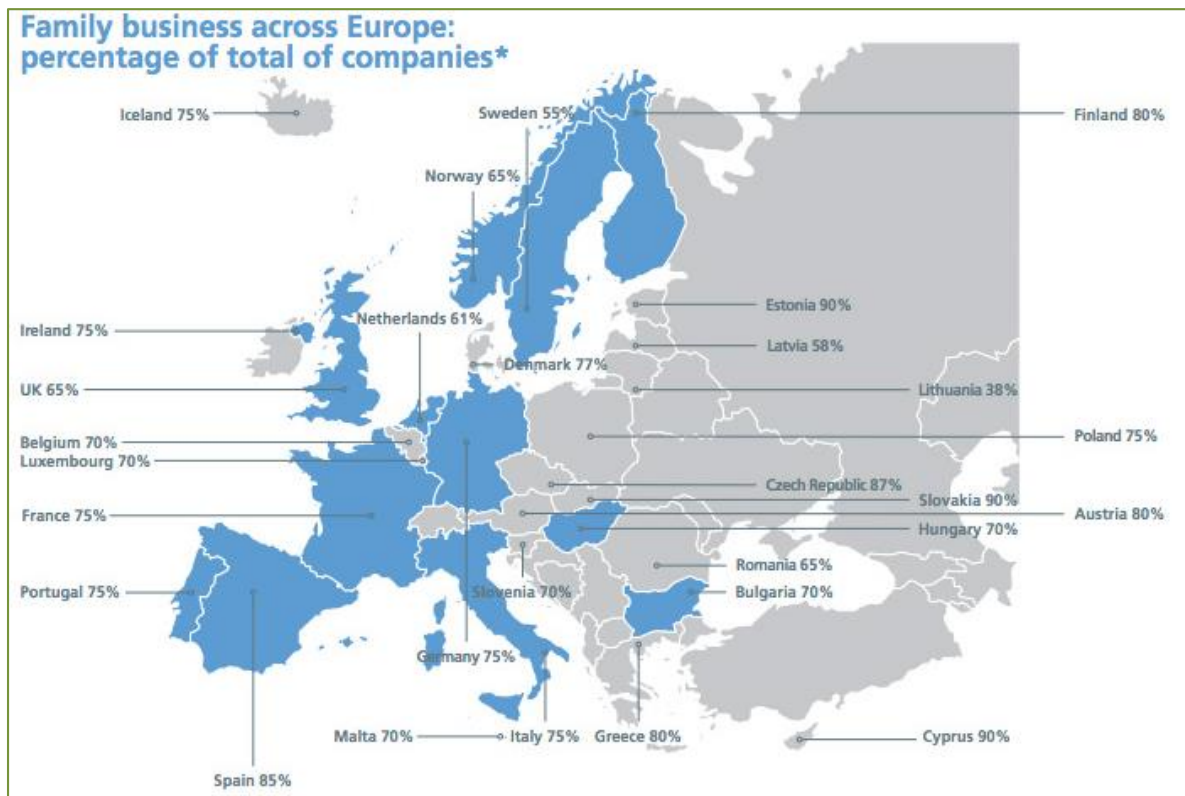 Family business across Europe:
percentage of total of companies*
Iceland 75%
Sweden 55%
Finland 80%
Norway 65%
Estonia 90%
Netherlands 61%
Ireland 75%
Latvia 58%
Denmark 77%
UK 65%
Lithuania 38%
Belgium 70%
Poland 75%
Luxembourg 70%
Czech Republic 87%
Slovakia 90%
France 75%
Austria 80%
Hungary 70%
Romania 65%
Portugal 75%
Slovenia 70%
Bulgaria 70%
Germany 75%
Malta 70%
Italy 75%
Greece 80%
Cyprus 90%
Spain 85%